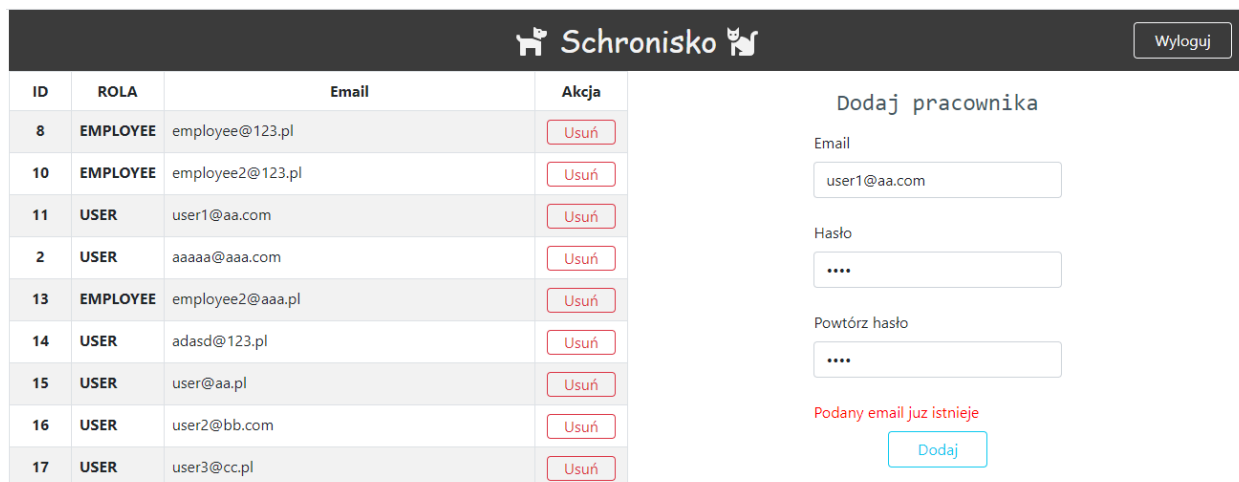 Schronisko
Wyloguj
ID ROLA Email Akcja
8 EMPLOYEE employee@123.pl Usuń
10 EMPLOYEE employee2@123.pl Usuń
11 USER user1@aa.com Usuń
2 USER aaaaa@aaa.com Usuń
13 EMPLOYEE employee2@aaa.pl Usuń
14 USER adasd@123.pl Usuń
15 USER user@aa.pl Usuń
16 USER user2@bb.com Usuń
17 USER user3@cc.pl Usuń
Dodaj pracownika
Email
user1@aa.com
Hasło
••••
Powtórz hasło
••••
Podany email juz istnieje
Dodaj